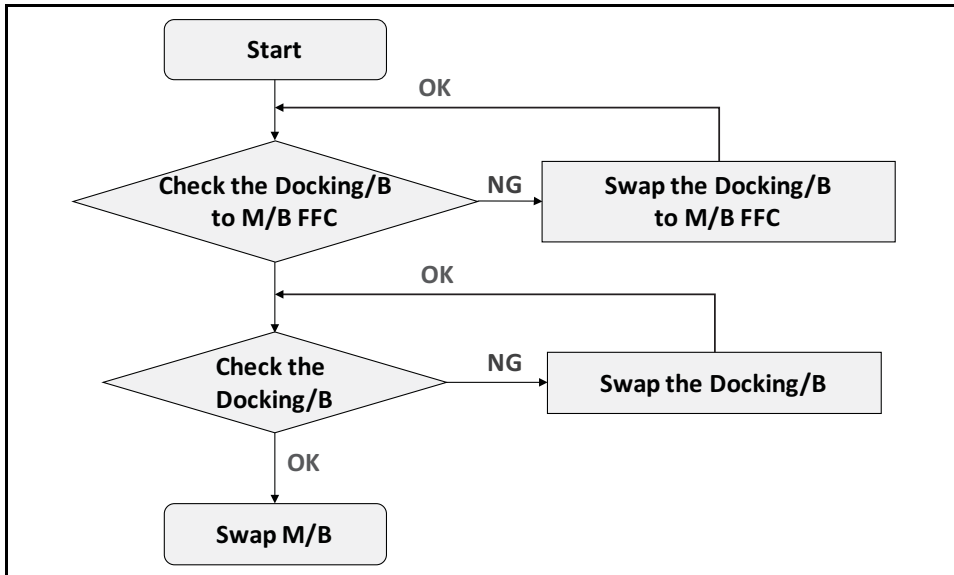 Start
OK
Check the Docking/B
to M/B FFC
NG
Swap the Docking/B
to M/B FFC
OK
Check the
Docking/B
NG
Swap the Docking/B
OK
Swap M/B